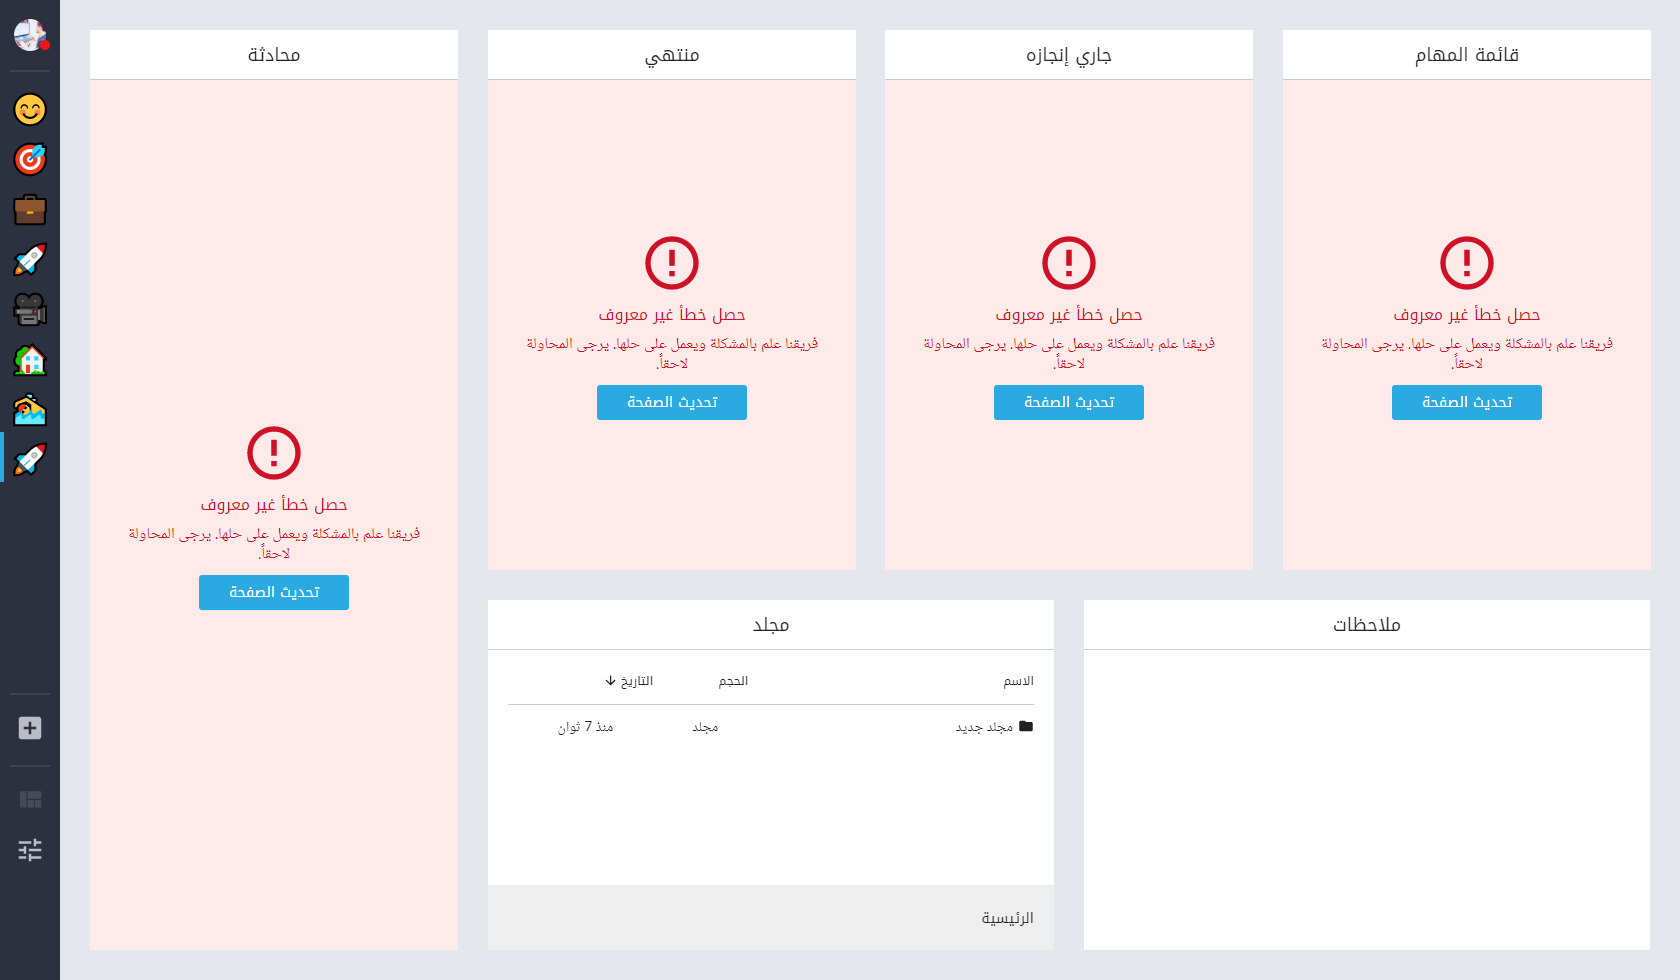 قائمة المهام
حصل خطأ غير معروف
فريقنا علم بالمشكلة ويعمل على حلها. يرجى المحاولة
لاحقاً.
تحديث الصفحة
جاري إنجازه
حصل خطأ غير معروف
فريقنا علم بالمشكلة ويعمل على حلها. يرجى المحاولة
لاحقاً.
تحديث الصفحة
منتهي
حصل خطأ غير معروف
فريقنا علم بالمشكلة ويعمل على حلها. يرجى المحاولة
لاحقاً.
تحديث الصفحة
محادثة
حصل خطأ غير معروف
فريقنا علم بالمشكلة ويعمل على حلها. يرجى المحاولة
لاحقاً.
تحديث الصفحة
ملاحظات
مجلد
الاسم الحجم التاريخ
مجلد جديد مجلد منذ 7 ثوان
الرئيسية